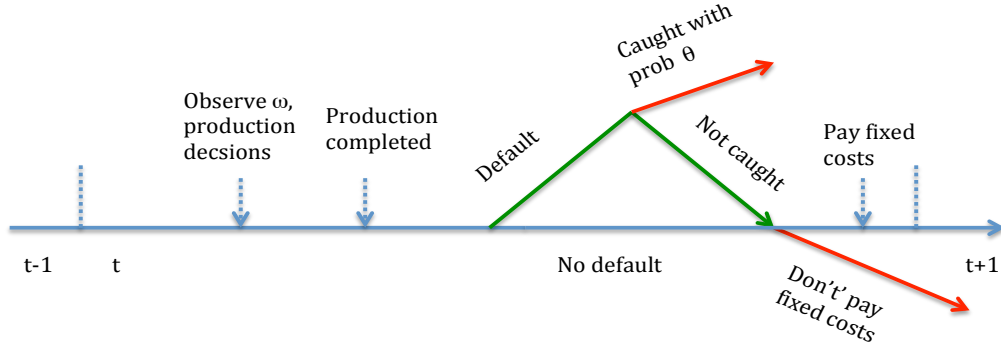 Caught with
prob θ
Observe ω,
production
decsions
Production
completed
Default
Not caught
Pay fixed
costs
t-1
t
No default
Don't' pay
fixed costs
t+1